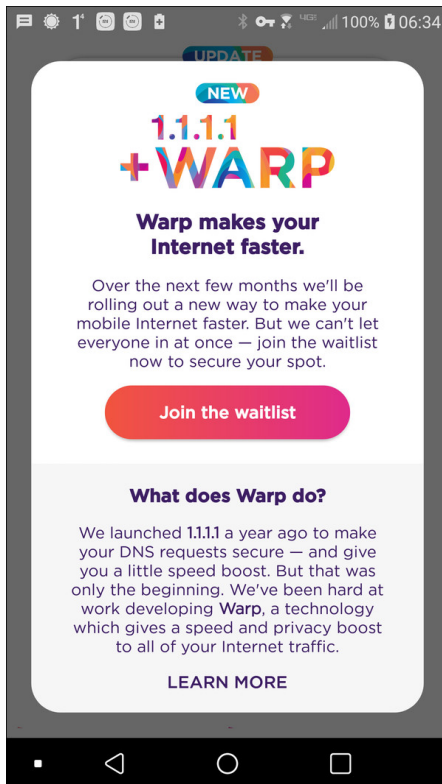 4G 100% 06:34
UPDATE
NEW
1.1.1.1
+WARP
Warp makes your
Internet faster.
Over the next few months we'll be
rolling out a new way to make your
mobile Internet faster. But we can't let
everyone in at once — join the waitlist
now to secure your spot.
Join the waitlist
What does Warp do?
We launched 1.1.1.1 a year ago to make
your DNS requests secure — and give
you a little speed boost. But that was
only the beginning. We've been hard at
work developing Warp, a technology
which gives a speed and privacy boost
to all of your Internet traffic.
LEARN MORE